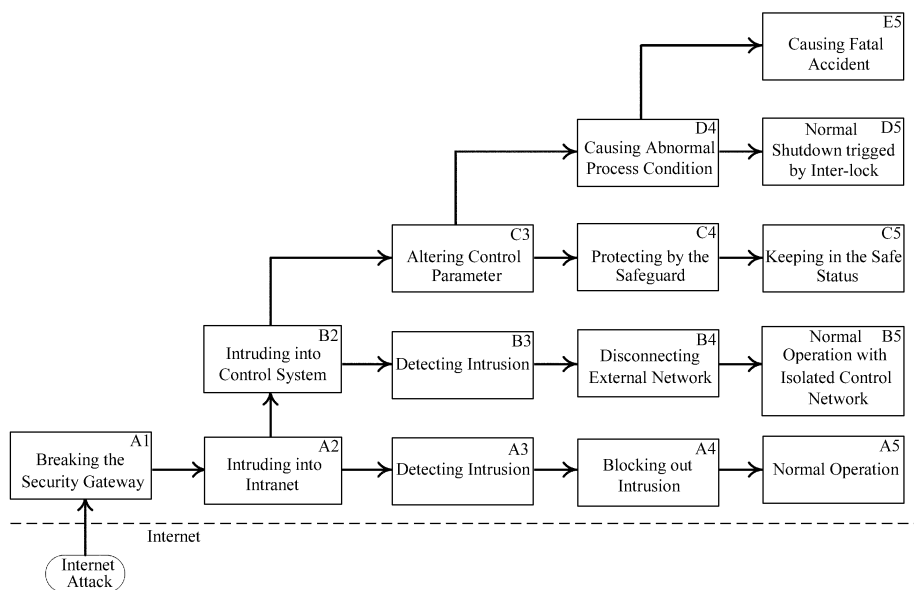 E5
Causing Fatal
Accident
D4
Causing Abnormal
Process Condition
Normal D5
Shutdown trigged
by Inter-lock
C3
Altering Control
Parameter
C4
Protecting by the
Safeguard
C5
Keeping in the Safe
Status
B2
Intruding into
Control System
B3
Detecting Intrusion
B4
Disconnecting
External Network
Normal B5
Operation with
Isolated Control
Network
A1
Breaking the
Security Gateway
A2
Intruding into
Intranet
A3
Detecting Intrusion
A4
Blocking out
Intrusion
A5
Normal Operation
Internet
Internet
Attack